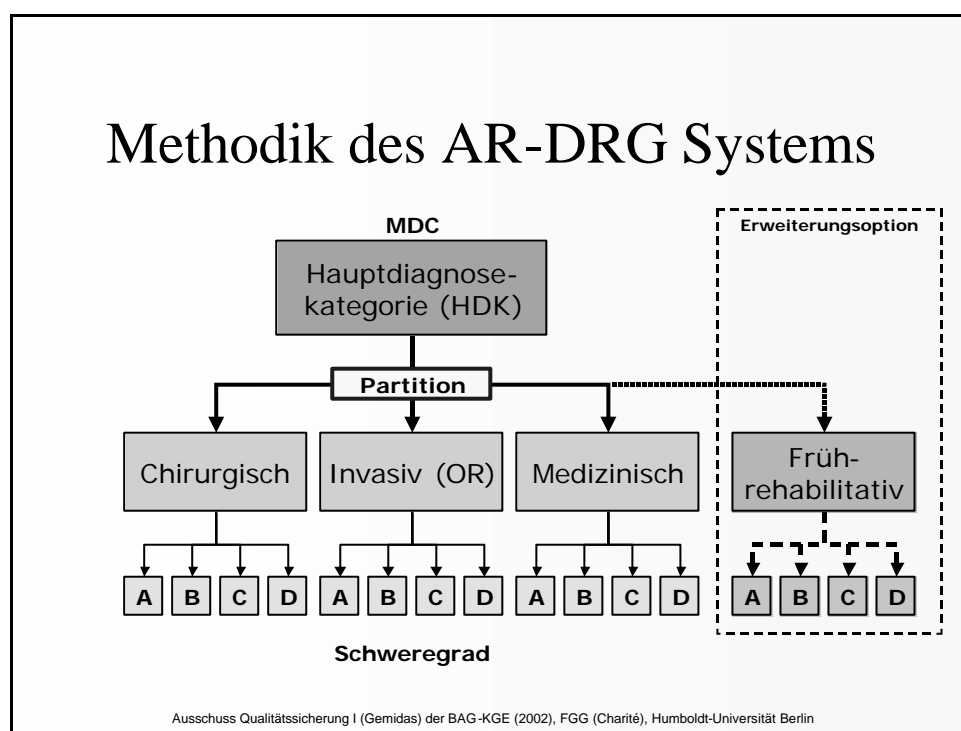 Methodik des AR-DRG Systems
MDC
Erweiterungsoption
Hauptdiagnose-
kategorie (HDK)
Partition
Chirurgisch
Invasiv (OR)
Medizinisch
Früh-
rehabilitativ
A B C D A B C D A B C D A B C D
Schweregrad
Ausschuss Qualitätssicherung I (Gemidas) der BAG-KGE (2002), FGG (Charité), Humboldt-Universität Berlin